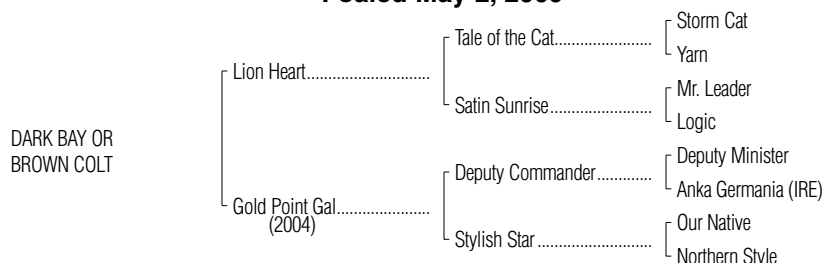 Foaled May 2,
Storm Cat
Tale of the Cat
Yarn
Lion Heart
Mr. Leader
Satin Sunrise
Logic
DARK BAY OR
BROWN COLT
Deputy Minister
Deputy Commander
Anka Germania (IRE)
Gold Point Gal
(2004)
Our Native
Stylish Star
Northern Style